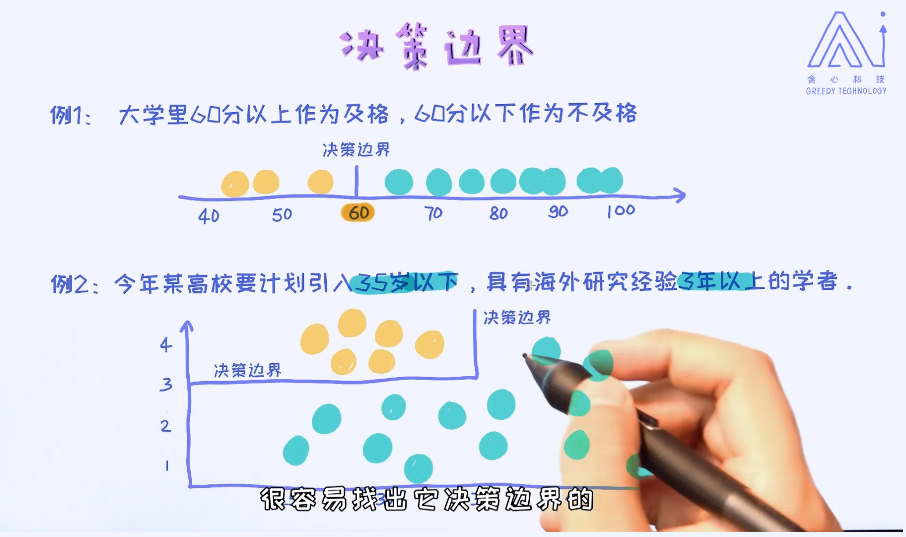 决策边界
Ai
贪心科技
GREEDY TECHNOLOGY
例1： 大学里60分以上作为及格，60分以下作为不及格
决策边界
40 50 60 70 80 90 100
例2：今年某高校要计划引入35岁以下，具有海外研究经验3年以上的学者.
决策边界
4
决策边界
3
2
1
很容易找出它决策边界的